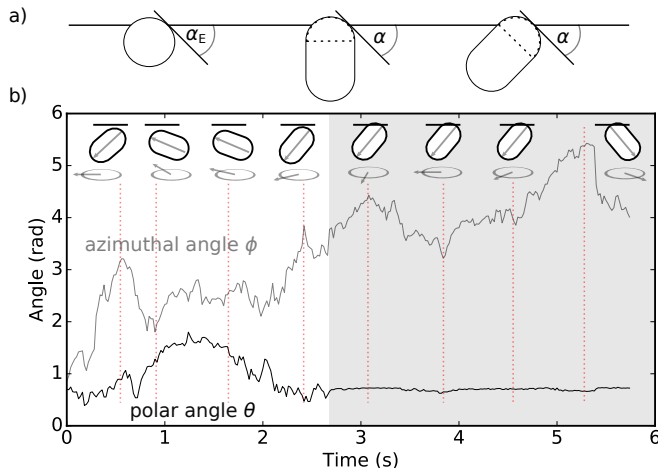 a)
αE
α
α
b)
6
5
4
3
2
1
0
Angle (rad)
azimuthal angle ϕ
polar angle θ
0 1 2 3 4 5 6
Time (s)